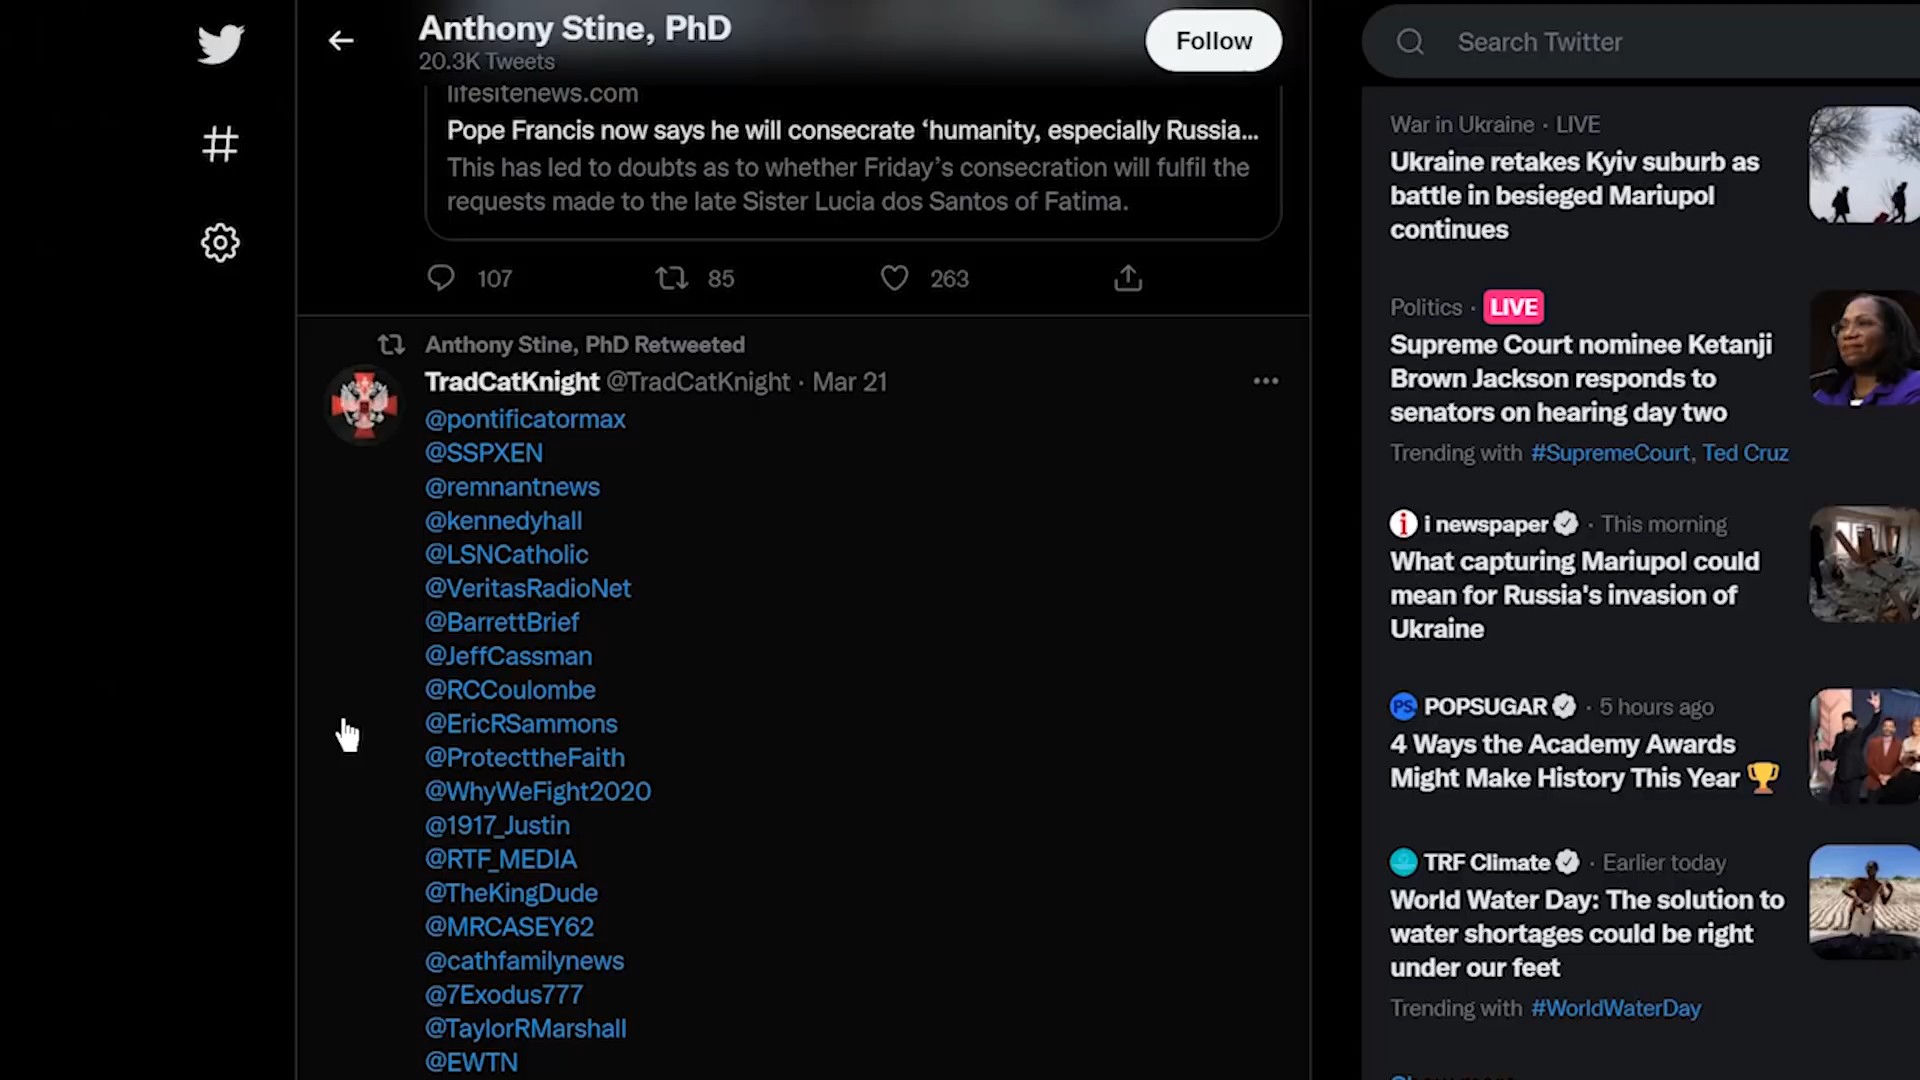 Anthony Stine, PhD
20.3K Tweets
Follow
lifesitenews.com
Pope Francis now says he will consecrate ‘humanity, especially Russia...
This has led to doubts as to whether Friday’s consecration will fulfil the
requests made to the late Sister Lucia dos Santos of Fatima.
107 85 263
Anthony Stine, PhD Retweeted
TradCatKnight @TradCatKnight · Mar 21
@pontificatormax
@SSPXEN
@remnantnews
@kennedyhall
@LSNCatholic
@VeritasRadioNet
@BarrettBrief
@JeffCassman
@RCCoulombe
@EricRSammons
@ProtecttheFaith
@WhyWeFight2020
@1917_Justin
@RTF_MEDIA
@TheKingDude
@MRCASEY62
@cathfamilynews
@7Exodus777
@TaylorRMarshall
@EWTN
Search Twitter
War in Ukraine · LIVE
Ukraine retakes Kyiv suburb as
battle in besieged Mariupol
continues
Politics · LIVE
Supreme Court nominee Ketanji
Brown Jackson responds to
senators on hearing day two
Trending with #SupremeCourt, Ted Cruz
i newspaper · This morning
What capturing Mariupol could
mean for Russia's invasion of
Ukraine
PS POPSUGAR · 5 hours ago
4 Ways the Academy Awards
Might Make History This Year
TRF Climate · Earlier today
World Water Day: The solution to
water shortages could be right
under our feet
Trending with #WorldWaterDay